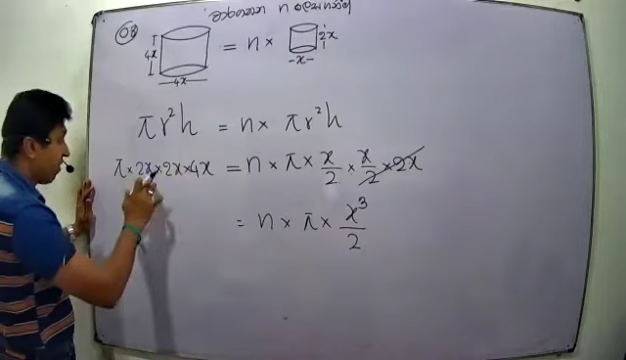 n
03 4x 4x = n × 2x x
πr²h = n × πr²h
π × 2x × 2x × 4x = n × π × x/2 × x/2 × 2x
= n × π × x³/2